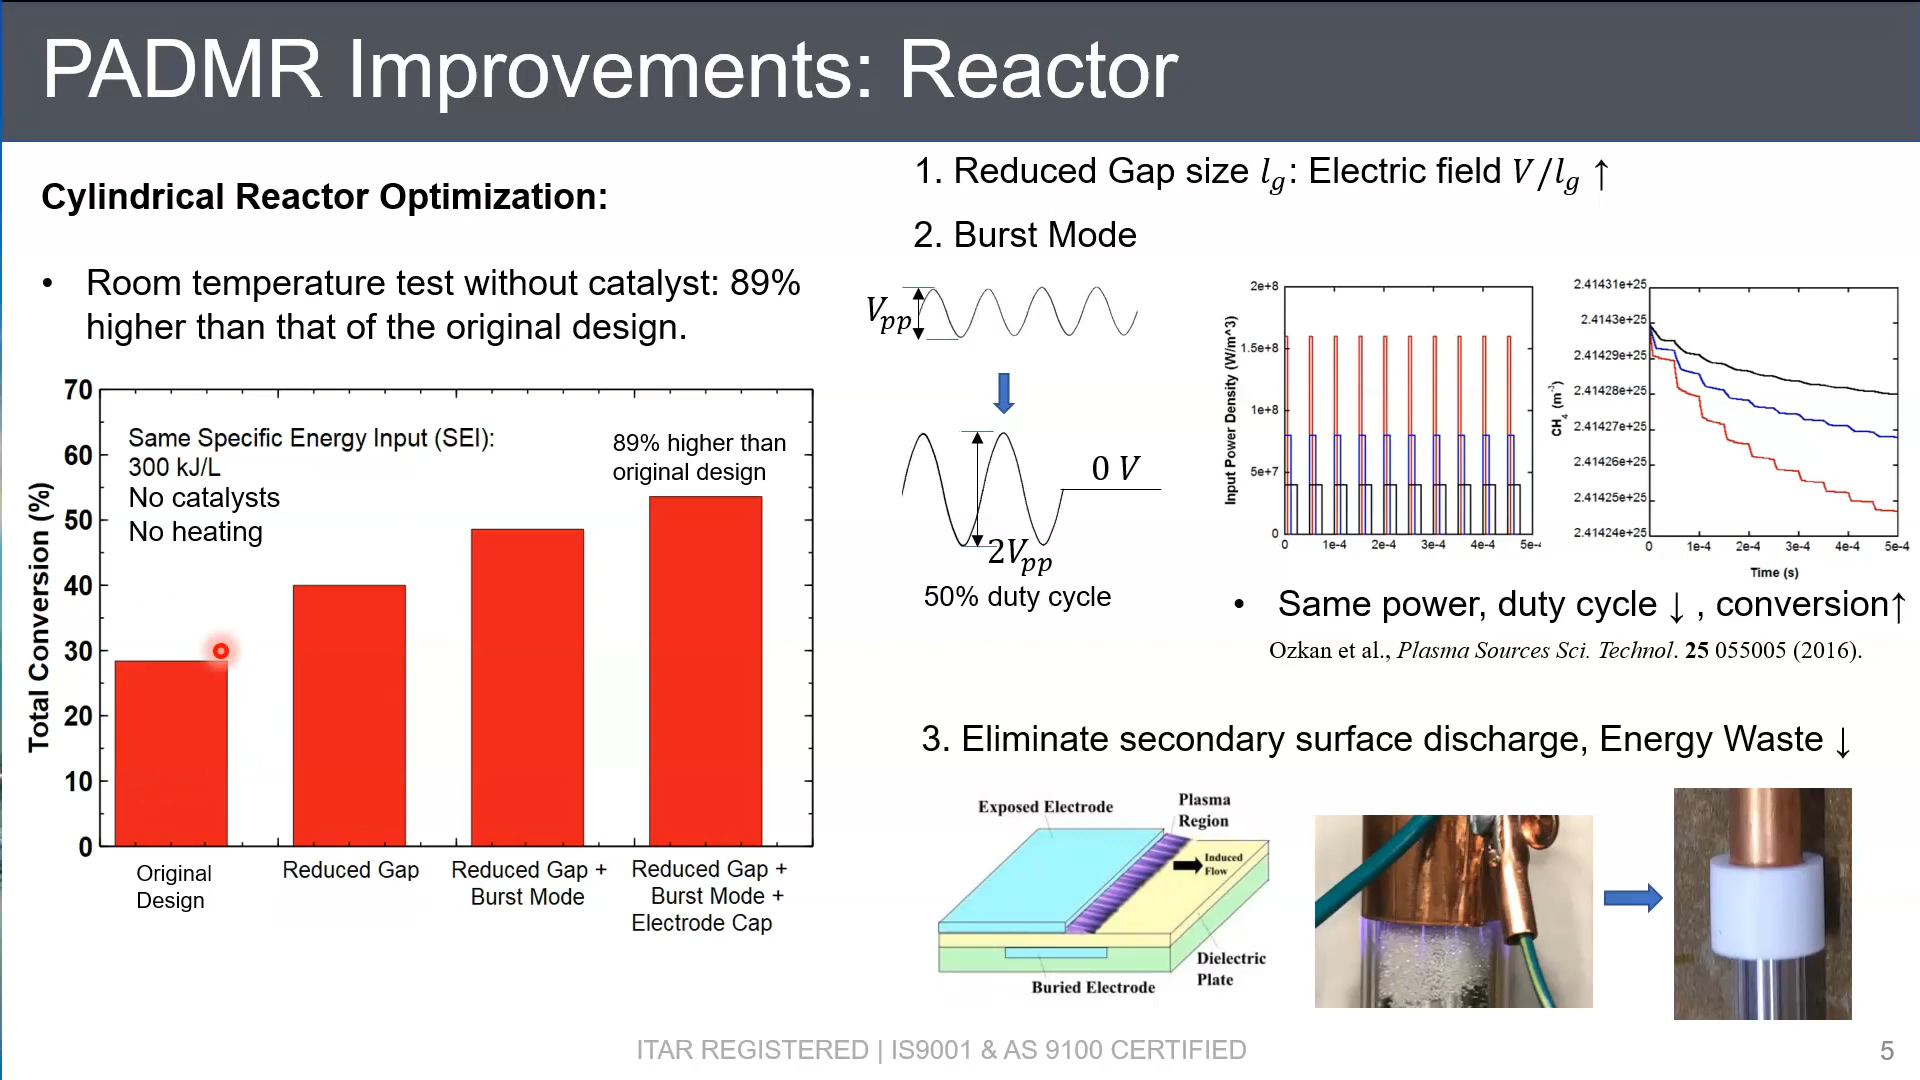 PADMR Improvements: Reactor
Cylindrical Reactor Optimization:
• Room temperature test without catalyst: 89%
higher than that of the original design.
70
60
50
40
30
20
10
0
Total Conversion (%)
Same Specific Energy Input (SEI):
300 kJ/L
No catalysts
No heating
89% higher than
original design
Original
Design
Reduced Gap
Reduced Gap +
Burst Mode
Reduced Gap +
Burst Mode +
Electrode Cap
1. Reduced Gap size l_g: Electric field V/l_g ↑
2. Burst Mode
V_pp
0 V
2V_pp
50% duty cycle
Input Power Density (W/m^3)
2e+8
1.5e+8
1e+8
5e+7
0
0 1e-4 2e-4 3e-4 4e-4 5e-4
CH₄ (m⁻³)
2.41431e+25
2.4143e+25
2.41429e+25
2.41428e+25
2.41427e+25
2.41426e+25
2.41425e+25
2.41424e+25
0 1e-4 2e-4 3e-4 4e-4 5e-4
Time (s)
• Same power, duty cycle ↓ , conversion↑
Ozkan et al., Plasma Sources Sci. Technol. 25 055005 (2016).
3. Eliminate secondary surface discharge, Energy Waste ↓
Exposed Electrode
Plasma
Region
Induced
Flow
Dielectric
Plate
Buried Electrode
ITAR REGISTERED | IS9001 & AS 9100 CERTIFIED
5